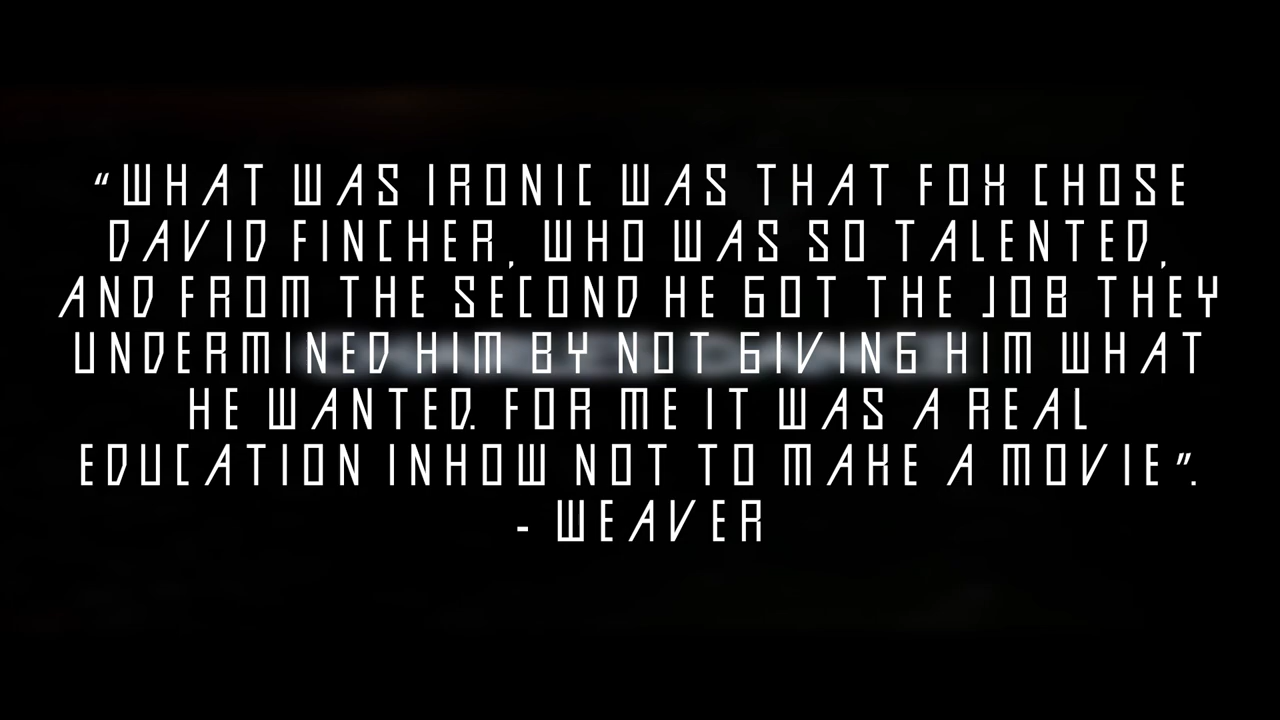 “WHAT WAS IRONIC WAS THAT FOX CHOSE
DAVID FINCHER, WHO WAS SO TALENTED,
AND FROM THE SECOND HE GOT THE JOB THEY
UNDERMINED HIM BY NOT GIVING HIM WHAT
HE WANTED. FOR ME IT WAS A REAL
EDUCATION INHOW NOT TO MAKE A MOVIE”.
- WEAVER